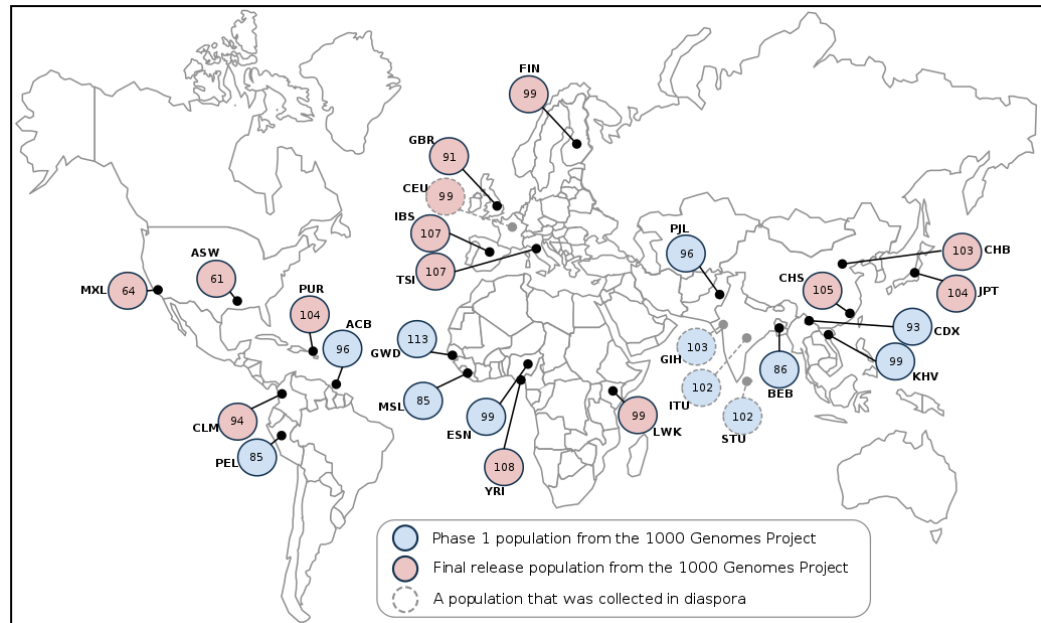 FIN
99
GBR
91
CEU
99
IBS
107
TSI
107
PJL
96
CHB
103
CHS
105
JPT
104
CDX
93
KHV
99
ASW
61
MXL
64
PUR
104
ACB
96
GWD
113
MSL
85
ESN
99
YRI
108
LWK
99
GIH
103
ITU
102
STU
102
BEB
86
CLM
94
PEL
85
Phase 1 population from the 1000 Genomes Project
Final release population from the 1000 Genomes Project
A population that was collected in diaspora